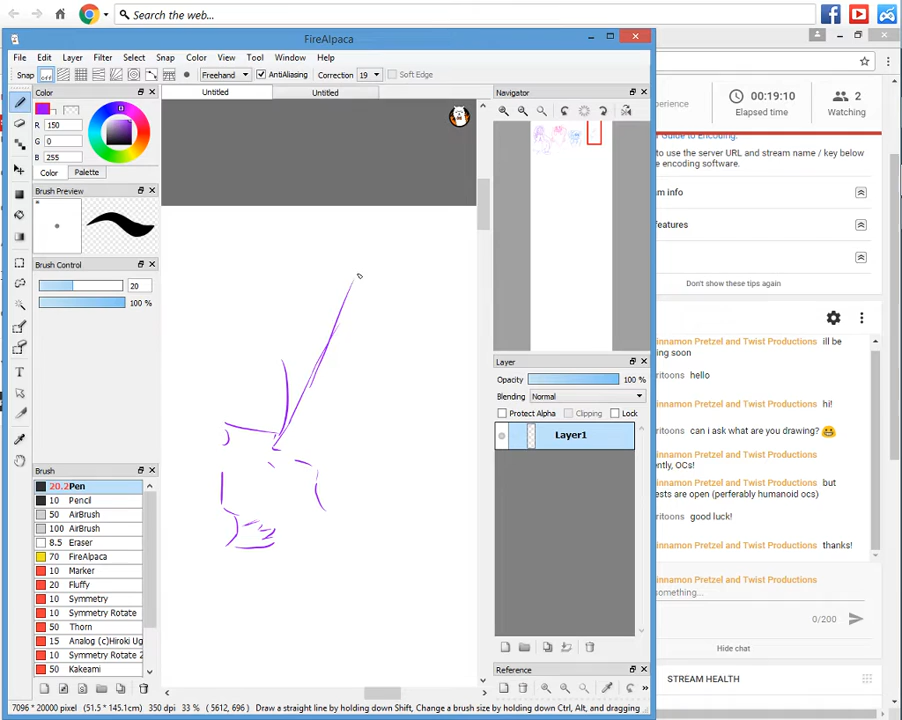 Search the web...
FireAlpaca
File Edit View Layer Filter Select Snap Color View Tool Window Help
Snap off Freehand AntiAliasing Correction 19 Soft Edge
Color
R 150
G 0
B 255
Color Palette
Brush Preview
Brush Control
20
100 %
Brush
20.2 Pen
10 Pencil
50 AirBrush
100 AirBrush
8.5 Eraser
70 FireAlpaca
10 Marker
20 Fluffy
10 Symmetry
10 Symmetry Rotate
50 Thorn
15 Analog (c)Hiroki Ug
10 Symmetry Rotate 2
50 Kakeami
Untitled Untitled
Navigator
Layer
Opacity 100 %
Blending Normal
Protect Alpha Clipping Lock
Layer1
Reference
7096 * 20000 pixel (51.5 * 145.1cm) 350 dpi 33 % ( 5612, 696) Draw a straight line by holding down Shift, Change a brush size by holding down Ctrl, Alt, and dragging
xperience
00:19:10
Elapsed time
2
Watching
Guide to Encoding
to use the server URL and stream name / key below
encoding software.
am info
eatures
Don't show these tips again
innamon Pretzel and Twist Productions ill be
ing soon
aritoons hello
innamon Pretzel and Twist Productions hi!
aritoons can i ask what are you drawing? 😄
innamon Pretzel and Twist Productions
ently, OCs!
innamon Pretzel and Twist Productions but
ests are open (perferably humanoid ocs)
aritoons good luck!
innamon Pretzel and Twist Productions thanks!
innamon Pretzel and Twist Productions
something...
0/200
Hide chat
STREAM HEALTH